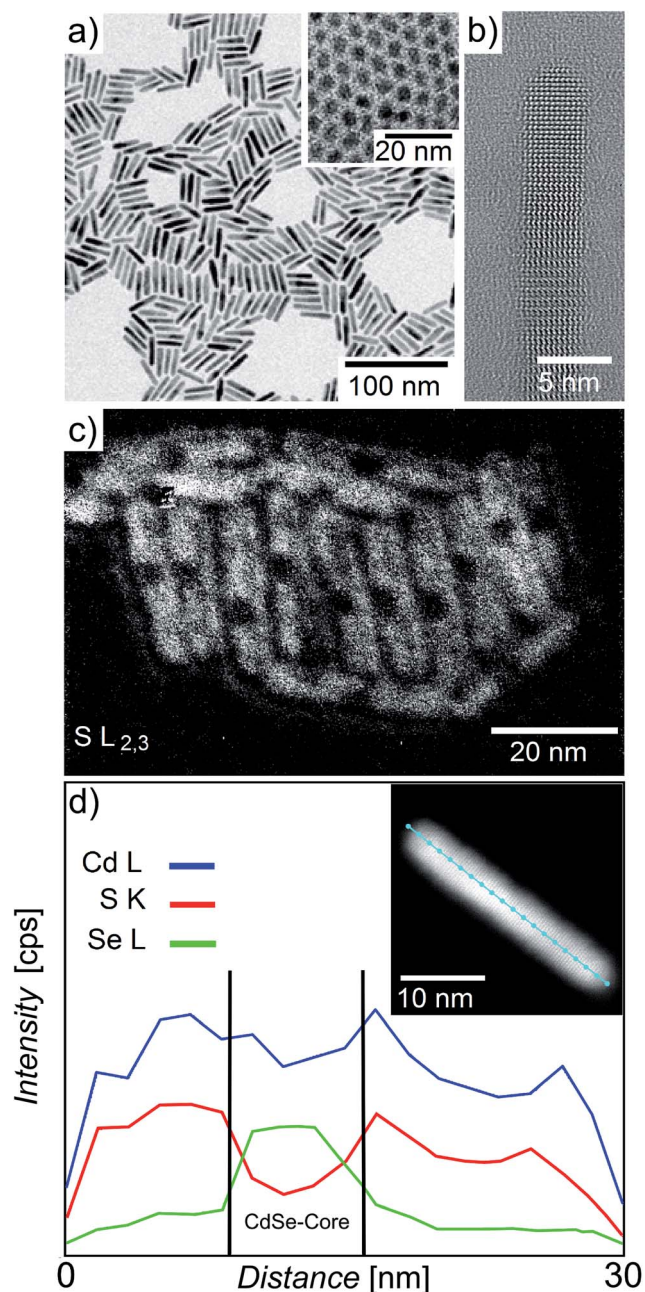 a)
20 nm
100 nm
b)
5 nm
c)
S L2,3
20 nm
d)
Cd L
S K
Se L
10 nm
Intensity [cps]
CdSe-Core
0
Distance [nm]
30